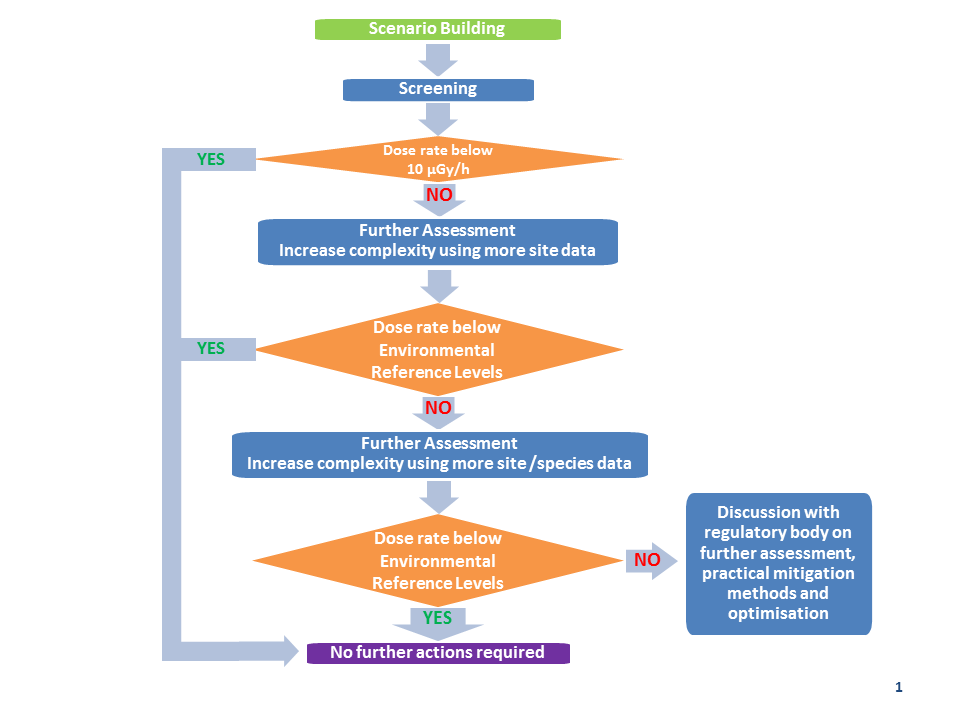 Scenario Building
Screening
Dose rate below
10 µGy/h
YES
NO
Further Assessment
Increase complexity using more site data
Dose rate below
Environmental
Reference Levels
YES
NO
Further Assessment
Increase complexity using more site/species data
Dose rate below
Environmental
Reference Levels
NO
Discussion with
regulatory body on
further assessment,
practical mitigation
methods and
optimisation
YES
No further actions required
1